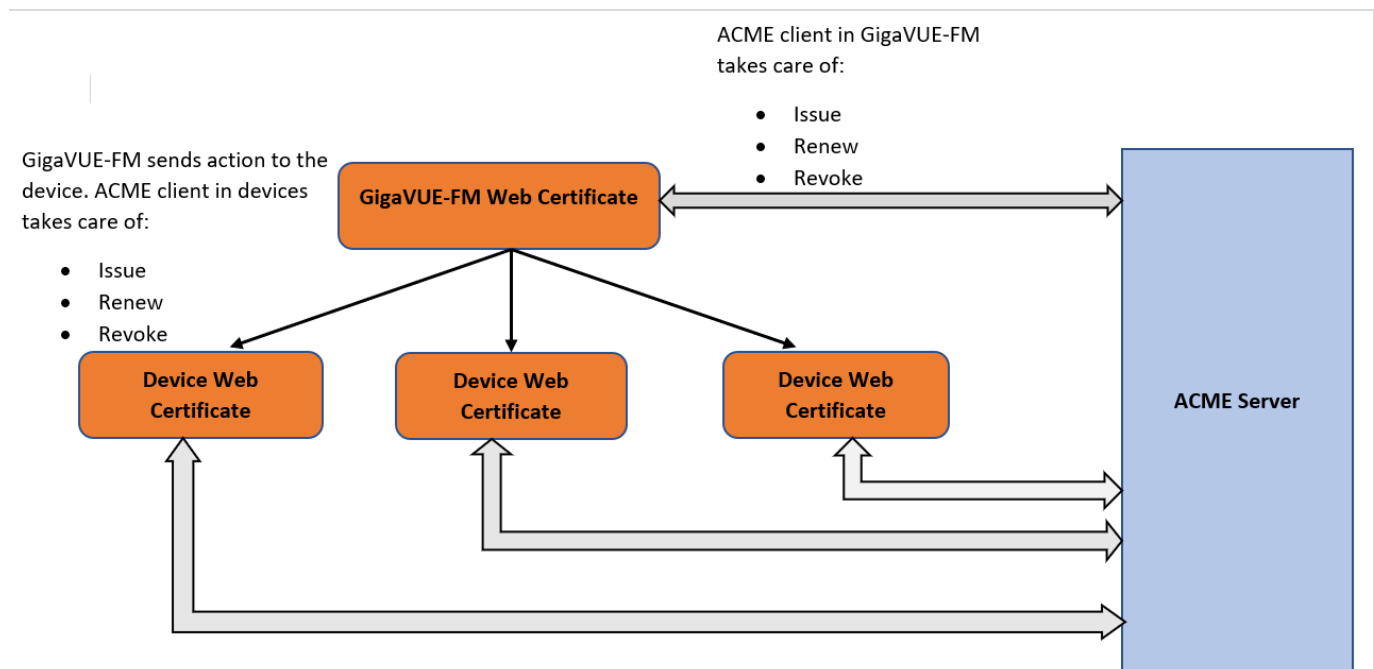 ACME client in GigaVUE-FM
takes care of:
• Issue
• Renew
• Revoke
GigaVUE-FM sends action to the
device. ACME client in devices
takes care of:
• Issue
• Renew
• Revoke
GigaVUE-FM Web Certificate
Device Web
Certificate
Device Web
Certificate
Device Web
Certificate
ACME Server